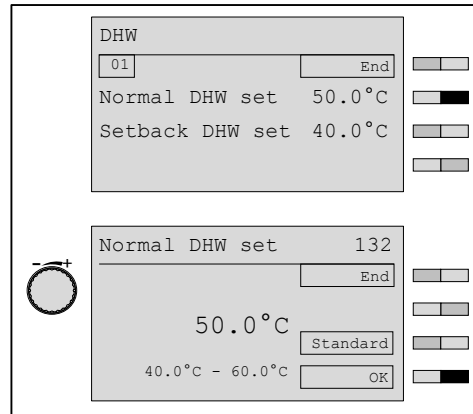 DHW
01 End
Normal DHW set 50.0°C
Setback DHW set 40.0°C
Normal DHW set 132
End
- +
50.0°C
Standard
40.0°C - 60.0°C OK